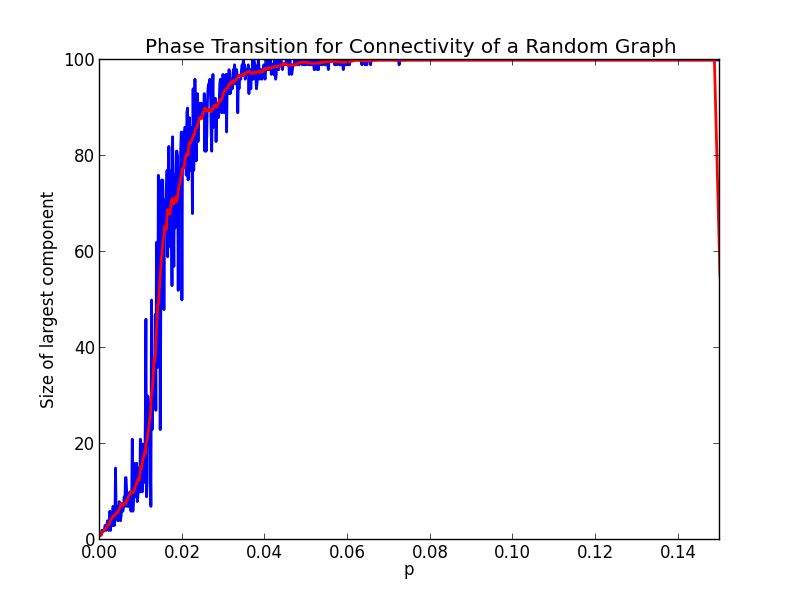 Phase Transition for Connectivity of a Random Graph
100
80
60
40
20
0
Size of largest component
0.00 0.02 0.04 0.06 0.08 0.10 0.12 0.14
p